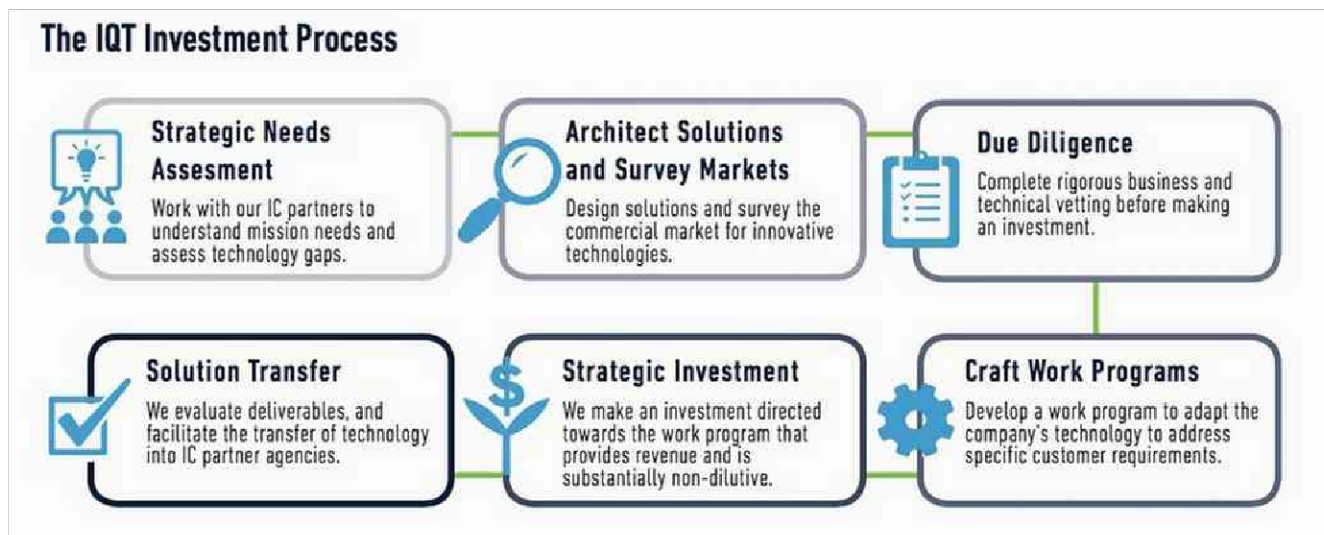 The IQT Investment Process
Strategic Needs
Assesment
Work with our IC partners to
understand mission needs and
assess technology gaps.
Architect Solutions
and Survey Markets
Design solutions and survey the
commercial market for innovative
technologies.
Due Diligence
Complete rigorous business and
technical vetting before making
an investment.
Craft Work Programs
Develop a work program to adapt the
company's technology to address
specific customer requirements.
$
Strategic Investment
We make an investment directed
towards the work program that
provides revenue and is
substantially non-dilutive.
Solution Transfer
We evaluate deliverables, and
facilitate the transfer of technology
into IC partner agencies.